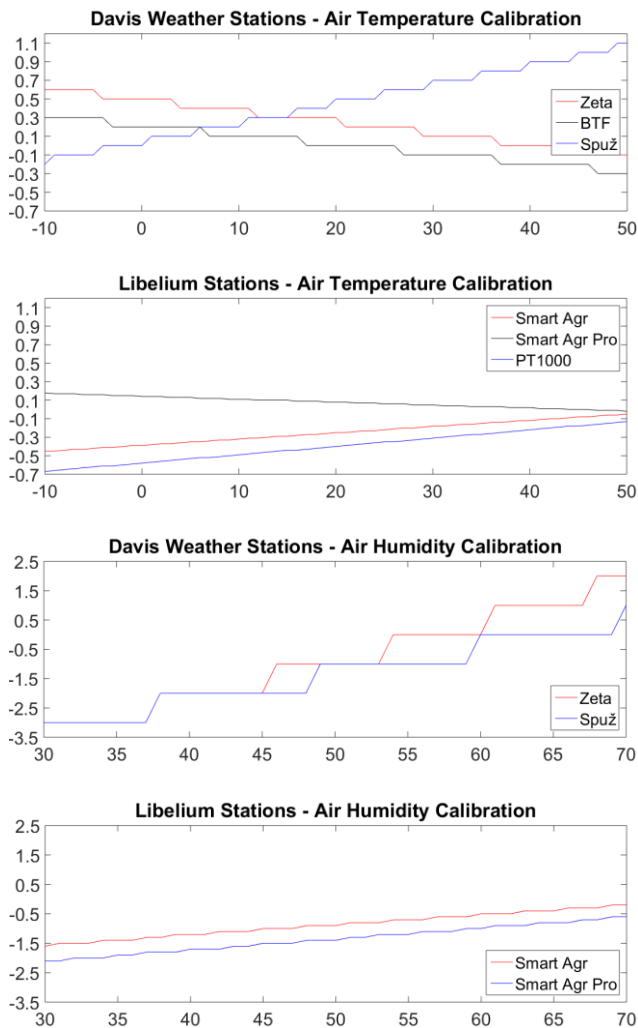 Davis Weather Stations - Air Temperature Calibration
1.1
0.9
0.7
0.5
0.3
0.1
-0.1
-0.3
-0.5
-0.7
Zeta
BTF
Spuž
-10 0 10 20 30 40 50
Libelium Stations - Air Temperature Calibration
1.1
0.9
0.7
0.5
0.3
0.1
-0.1
-0.3
-0.5
-0.7
Smart Agr
Smart Agr Pro
PT1000
-10 0 10 20 30 40 50
Davis Weather Stations - Air Humidity Calibration
2.5
1.5
0.5
-0.5
-1.5
-2.5
-3.5
Zeta
Spuž
30 35 40 45 50 55 60 65 70
Libelium Stations - Air Humidity Calibration
2.5
1.5
0.5
-0.5
-1.5
-2.5
-3.5
Smart Agr
Smart Agr Pro
30 35 40 45 50 55 60 65 70